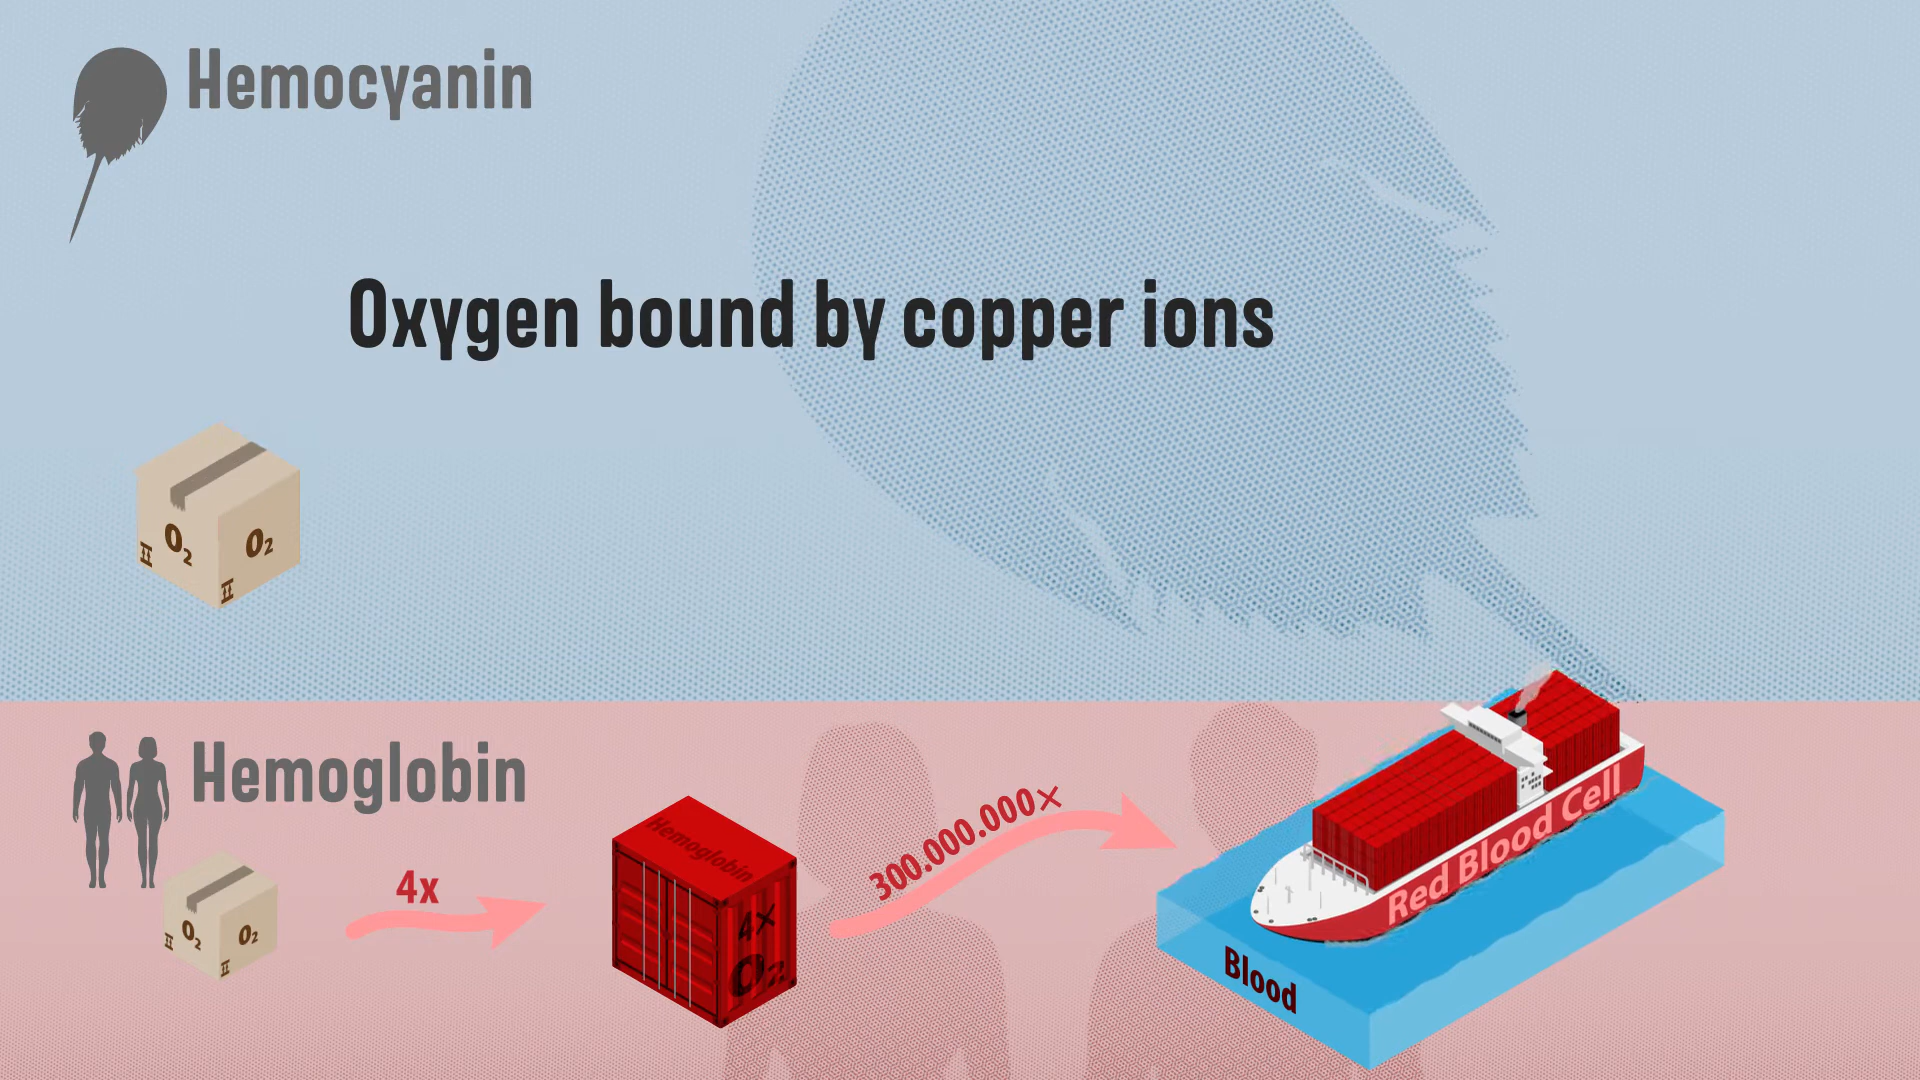 Hemocyanin
Oxygen bound by copper ions
O₂ O₂
Hemoglobin
O₂ O₂
4x
Hemoglobin
4x
O₂
300.000.000×
Red Blood Cell
Blood